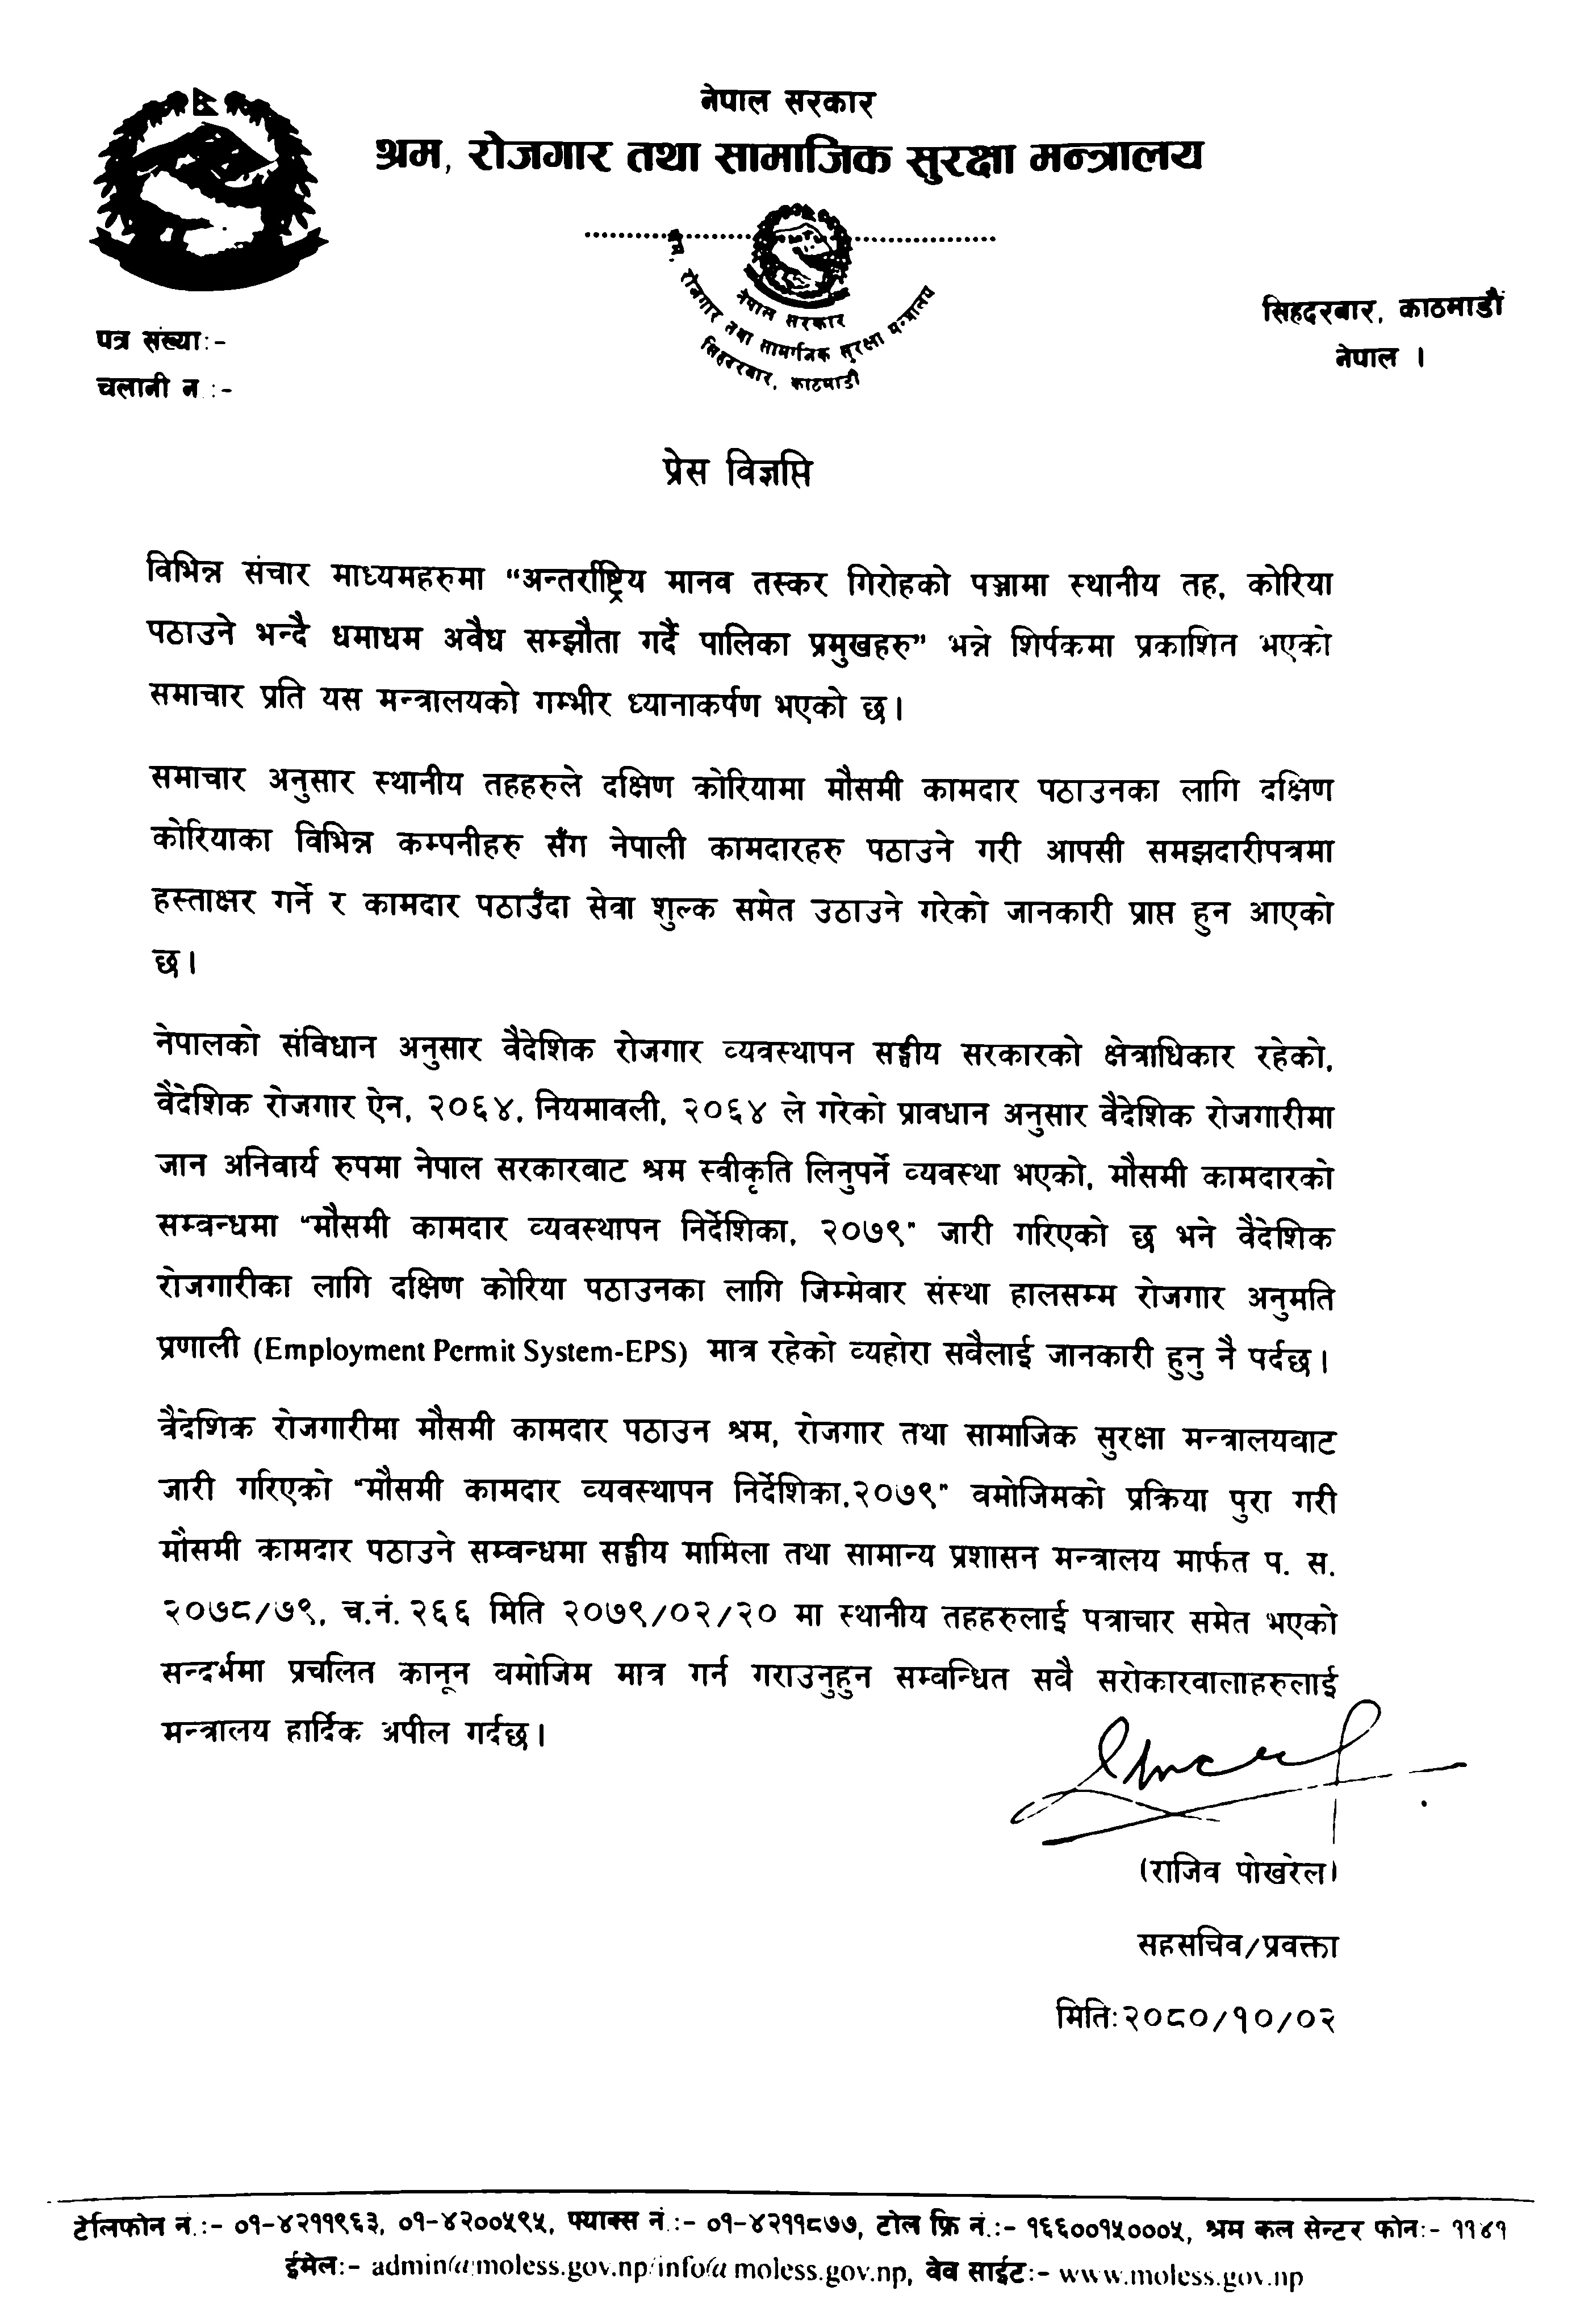 नेपाल सरकार
श्रम, रोजगार तथा सामाजिक सुरक्षा मन्त्रालय
नेपाल सरकार
श्रम, रोजगार तथा सामाजिक सुरक्षा मन्त्रालय
सिंहदरबार, काठमाडौं
सिंहदरबार, काठमाडौं
नेपाल ।
पत्र संख्याः-
चलानी नं.:-
प्रेस विज्ञप्ति
विभिन्न संचार माध्यमहरुमा “अन्तर्राष्ट्रिय मानव तस्कर गिरोहको पञ्जामा स्थानीय तह, कोरिया
पठाउने भन्दै धमाधम अवैध सम्झौता गर्दै पालिका प्रमुखहरु” भन्ने शिर्षकमा प्रकाशित भएको
समाचार प्रति यस मन्त्रालयको गम्भीर ध्यानाकर्षण भएको छ।
समाचार अनुसार स्थानीय तहहरुले दक्षिण कोरियामा मौसमी कामदार पठाउनका लागि दक्षिण
कोरियाका विभिन्न कम्पनीहरु सँग नेपाली कामदारहरु पठाउने गरी आपसी समझदारीपत्रमा
हस्ताक्षर गर्ने र कामदार पठाउँदा सेवा शुल्क समेत उठाउने गरेको जानकारी प्राप्त हुन आएको
छ।
नेपालको संविधान अनुसार वैदेशिक रोजगार व्यवस्थापन सङ्घीय सरकारको क्षेत्राधिकार रहेको,
वैदेशिक रोजगार ऐन, २०६४, नियमावली, २०६४ ले गरेको प्रावधान अनुसार वैदेशिक रोजगारीमा
जान अनिवार्य रुपमा नेपाल सरकारबाट श्रम स्वीकृति लिनुपर्ने व्यवस्था भएको, मौसमी कामदारको
सम्वन्धमा “मौसमी कामदार व्यवस्थापन निर्देशिका, २०७९” जारी गरिएको छ भने वैदेशिक
रोजगारीका लागि दक्षिण कोरिया पठाउनका लागि जिम्मेवार संस्था हालसम्म रोजगार अनुमति
प्रणाली (Employment Permit System-EPS) मात्र रहेको व्यहोरा सवैलाई जानकारी हुनु नै पर्दछ।
वैदेशिक रोजगारीमा मौसमी कामदार पठाउन श्रम, रोजगार तथा सामाजिक सुरक्षा मन्त्रालयवाट
जारी गरिएको “मौसमी कामदार व्यवस्थापन निर्देशिका,२०७९” वमोजिमको प्रक्रिया पुरा गरी
मौसमी कामदार पठाउने सम्वन्धमा सङ्घीय मामिला तथा सामान्य प्रशासन मन्त्रालय मार्फत प. स.
२०७८/७९, च.नं. २६६ मिति २०७९/०२/२० मा स्थानीय तहहरुलाई पत्राचार समेत भएको
सन्दर्भमा प्रचलित कानून वमोजिम मात्र गर्न गराउनुहुन सम्वन्धित सवै सरोकारवालाहरुलाई
मन्त्रालय हार्दिक अपील गर्दछ।
(राजिव पोखरेल)
सहसचिव/प्रवक्ता
मितिः२०८०/१०/०२
टेलिफोन नं.:- ०१-४२११९६३, ०१-४२००५९५, फ्याक्स नं.:- ०१-४२११८७७, टोल फ्रि नं.:- १६६००१५०००५, श्रम कल सेन्टर फोनः- ११४१
ईमेलः- admin@moless.gov.np/info@moless.gov.np, वेव साईटः- www.moless.gov.np